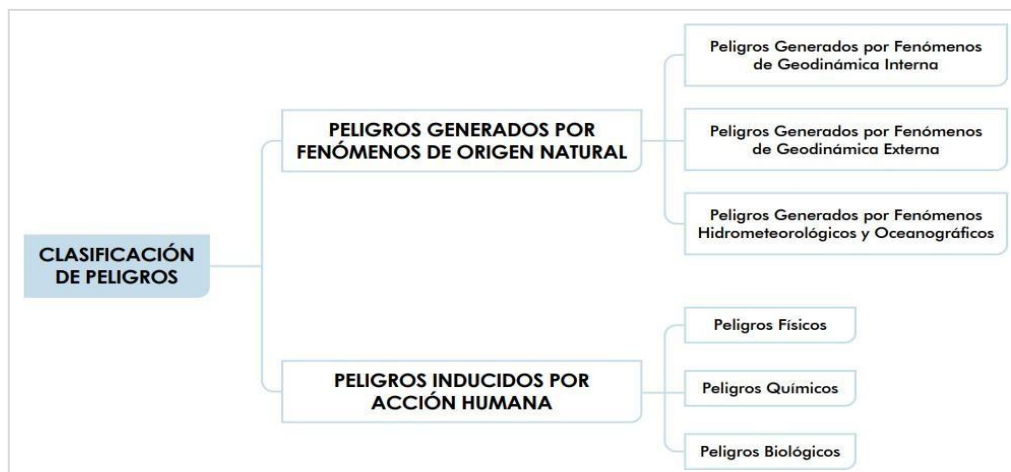 CLASIFICACIÓN
DE PELIGROS
PELIGROS GENERADOS POR
FENÓMENOS DE ORIGEN NATURAL
Peligros Generados por Fenómenos
de Geodinámica Interna
Peligros Generados por Fenómenos
de Geodinámica Externa
Peligros Generados por Fenómenos
Hidrometeorológicos y Oceanográficos
PELIGROS INDUCIDOS POR
ACCIÓN HUMANA
Peligros Físicos
Peligros Químicos
Peligros Biológicos